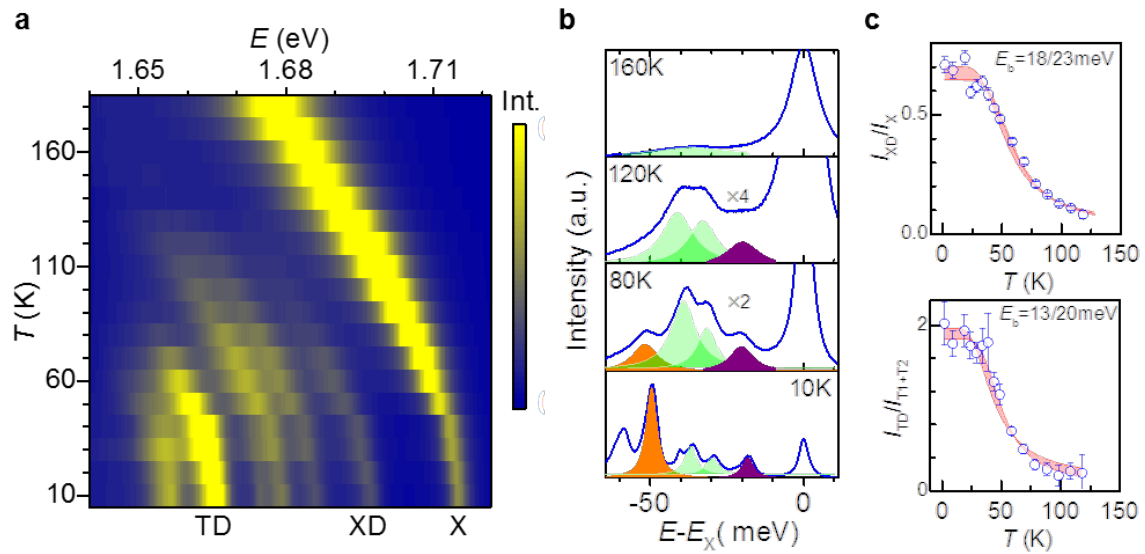 a
E (eV)
1.65 1.68 1.71
Int.
T (K)
160
110
60
10
TD XD X
b
Intensity (a.u.)
160K
120K
×4
80K
×2
10K
-50 0
E-EX( meV)
c
Eb=18/23meV
IXD/IX
0.5
0.0
0 50 100 150
T (K)
Eb=13/20meV
ITD/IT1+T2
2
0
0 50 100 150
T (K)